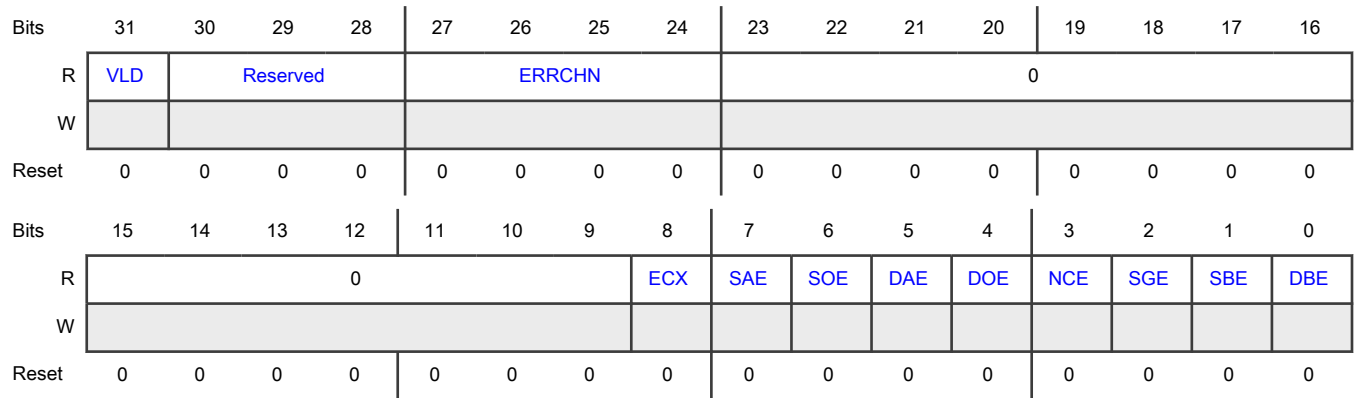 Bits 31 30 29 28 27 26 25 24 23 22 21 20 19 18 17 16
R VLD Reserved ERRCHN 0
W
Reset 0 0 0 0 0 0 0 0 0 0 0 0 0 0 0 0
Bits 15 14 13 12 11 10 9 8 7 6 5 4 3 2 1 0
R 0 ECX SAE SOE DAE DOE NCE SGE SBE DBE
W
Reset 0 0 0 0 0 0 0 0 0 0 0 0 0 0 0 0